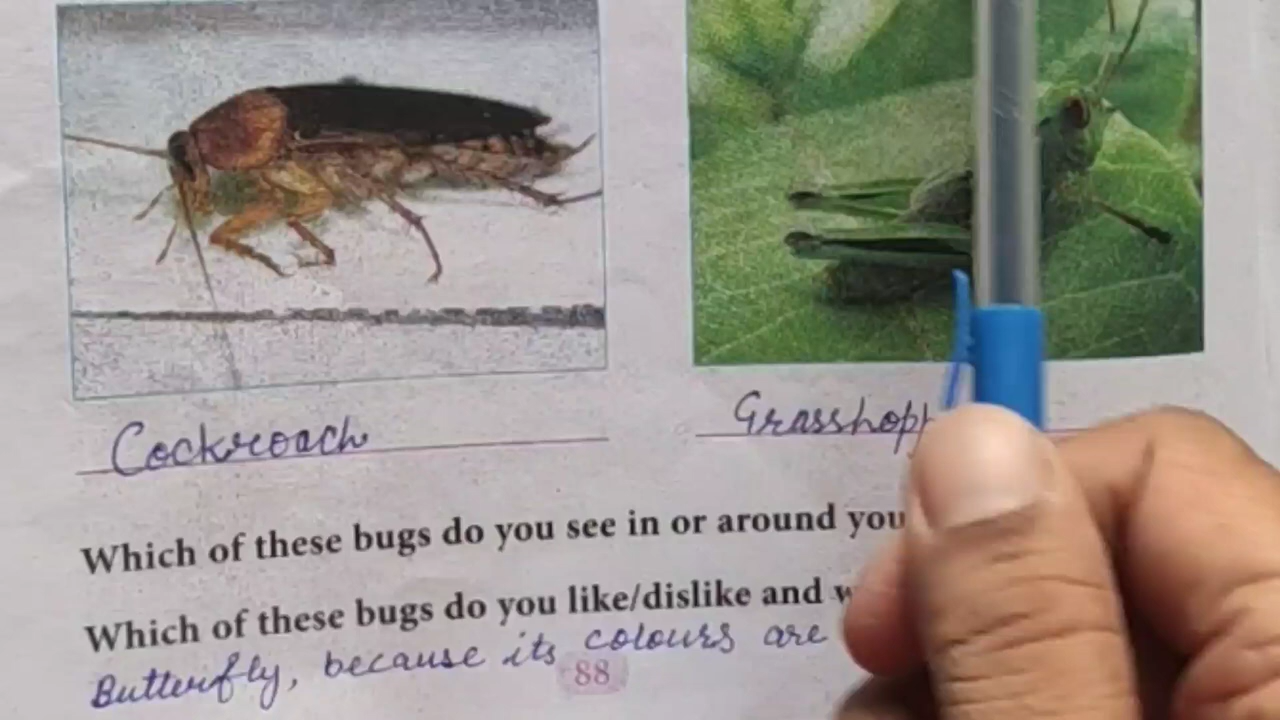 Cockroach Grasshopp
Which of these bugs do you see in or around you
Which of these bugs do you like/dislike and w
Butterfly, because its colours are
88